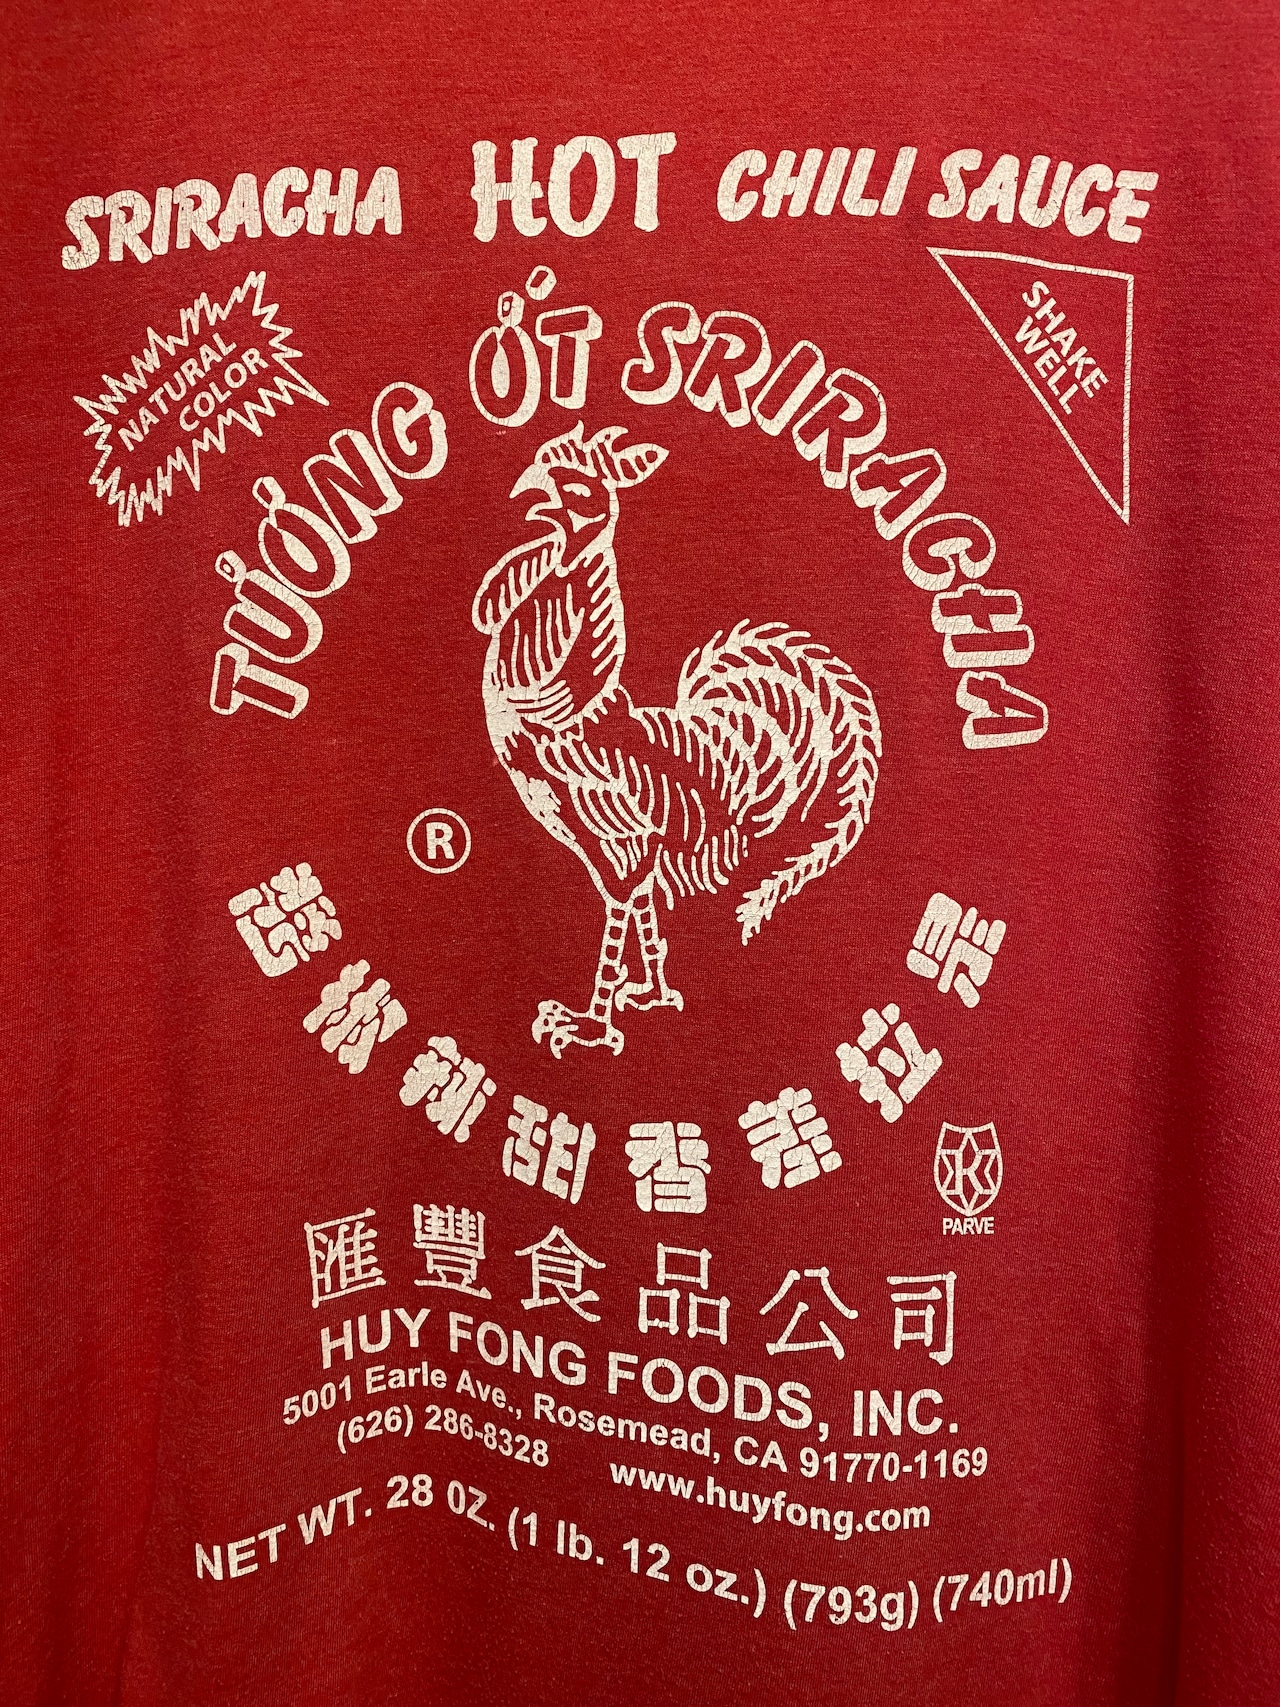 SRIRACHA HOT CHILI SAUCE
NATURAL
COLOR
SHAKE
WELL
TƯƠNG ỚT SRIRACHA
®
是拉差香甜辣椒醬
K
PARVE
匯豐食品公司
HUY FONG FOODS, INC.
5001 Earle Ave., Rosemead, CA 91770-1169
(626) 286-8328 www.huyfong.com
NET WT. 28 OZ. (1 lb. 12 oz.) (793g) (740ml)